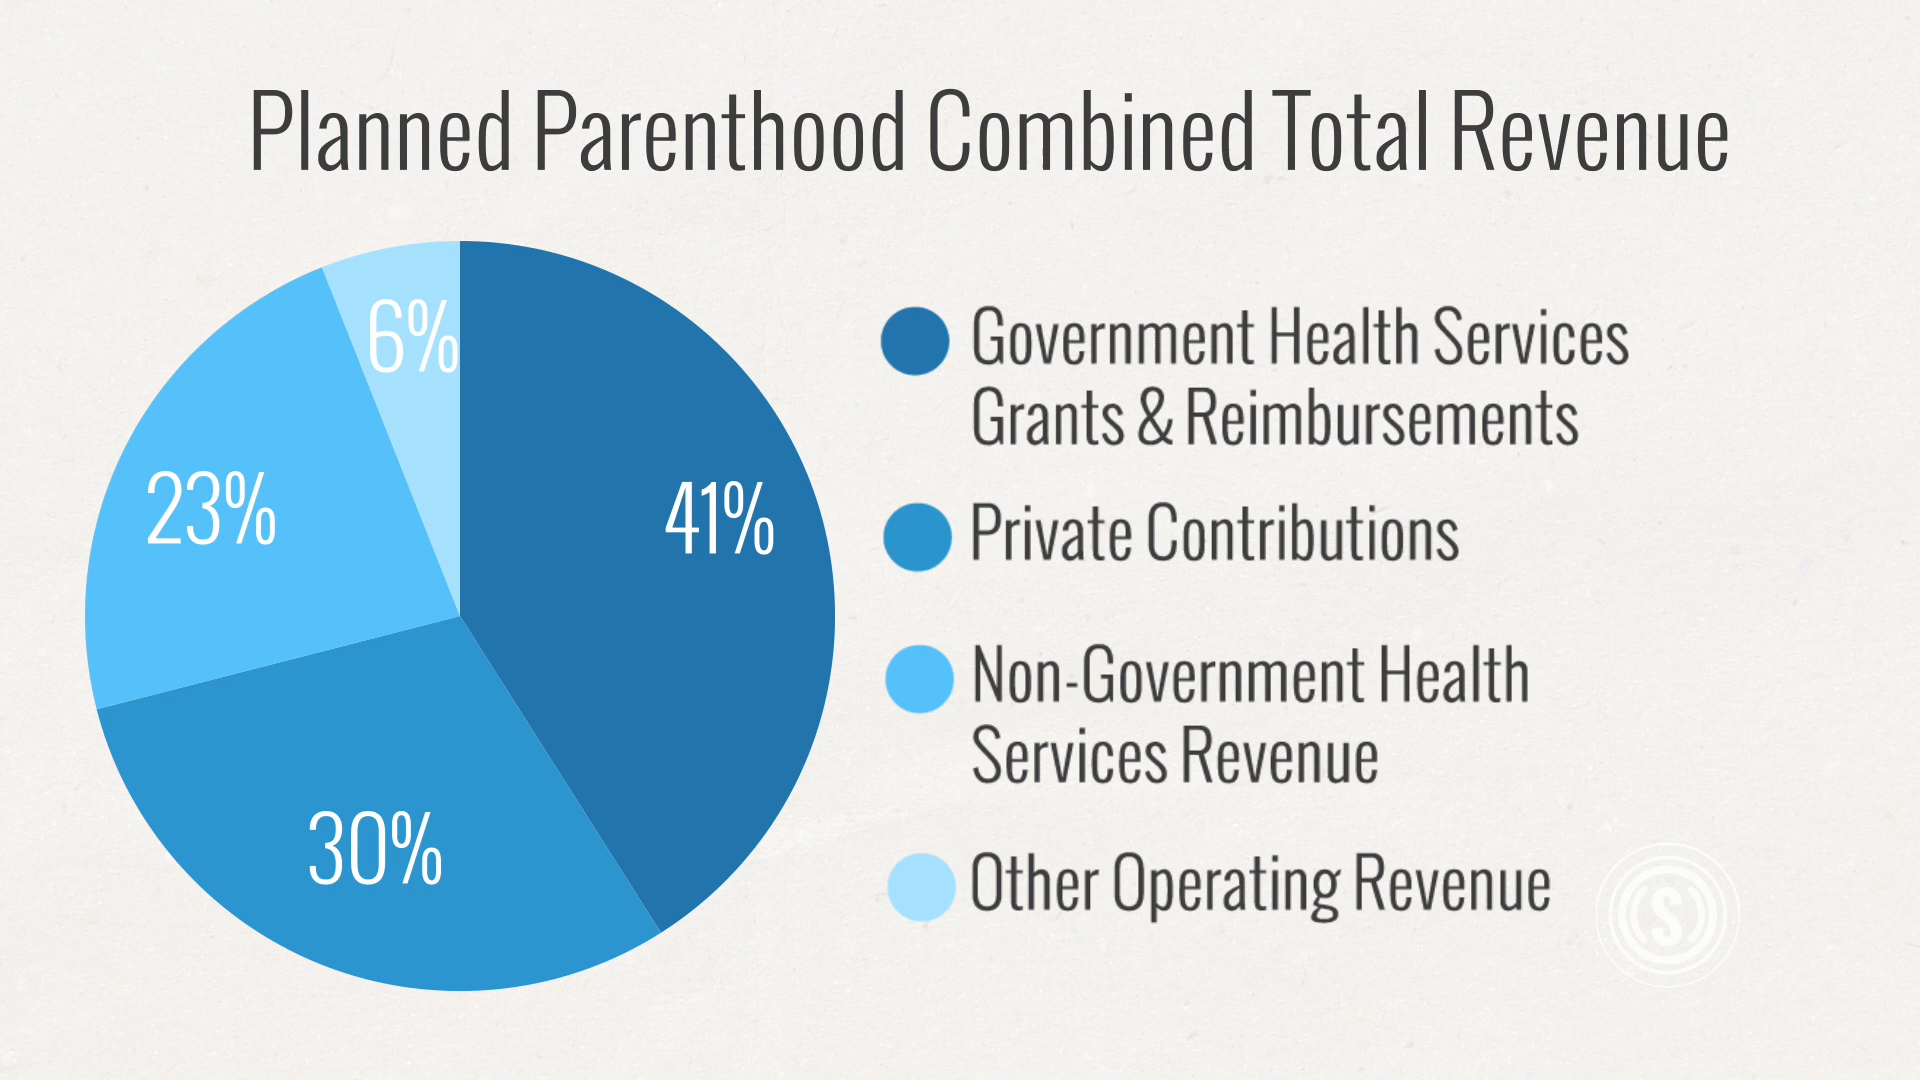 Planned Parenthood Combined Total Revenue
6%
23%
41%
30%
Government Health Services
Grants & Reimbursements
Private Contributions
Non-Government Health
Services Revenue
Other Operating Revenue
S